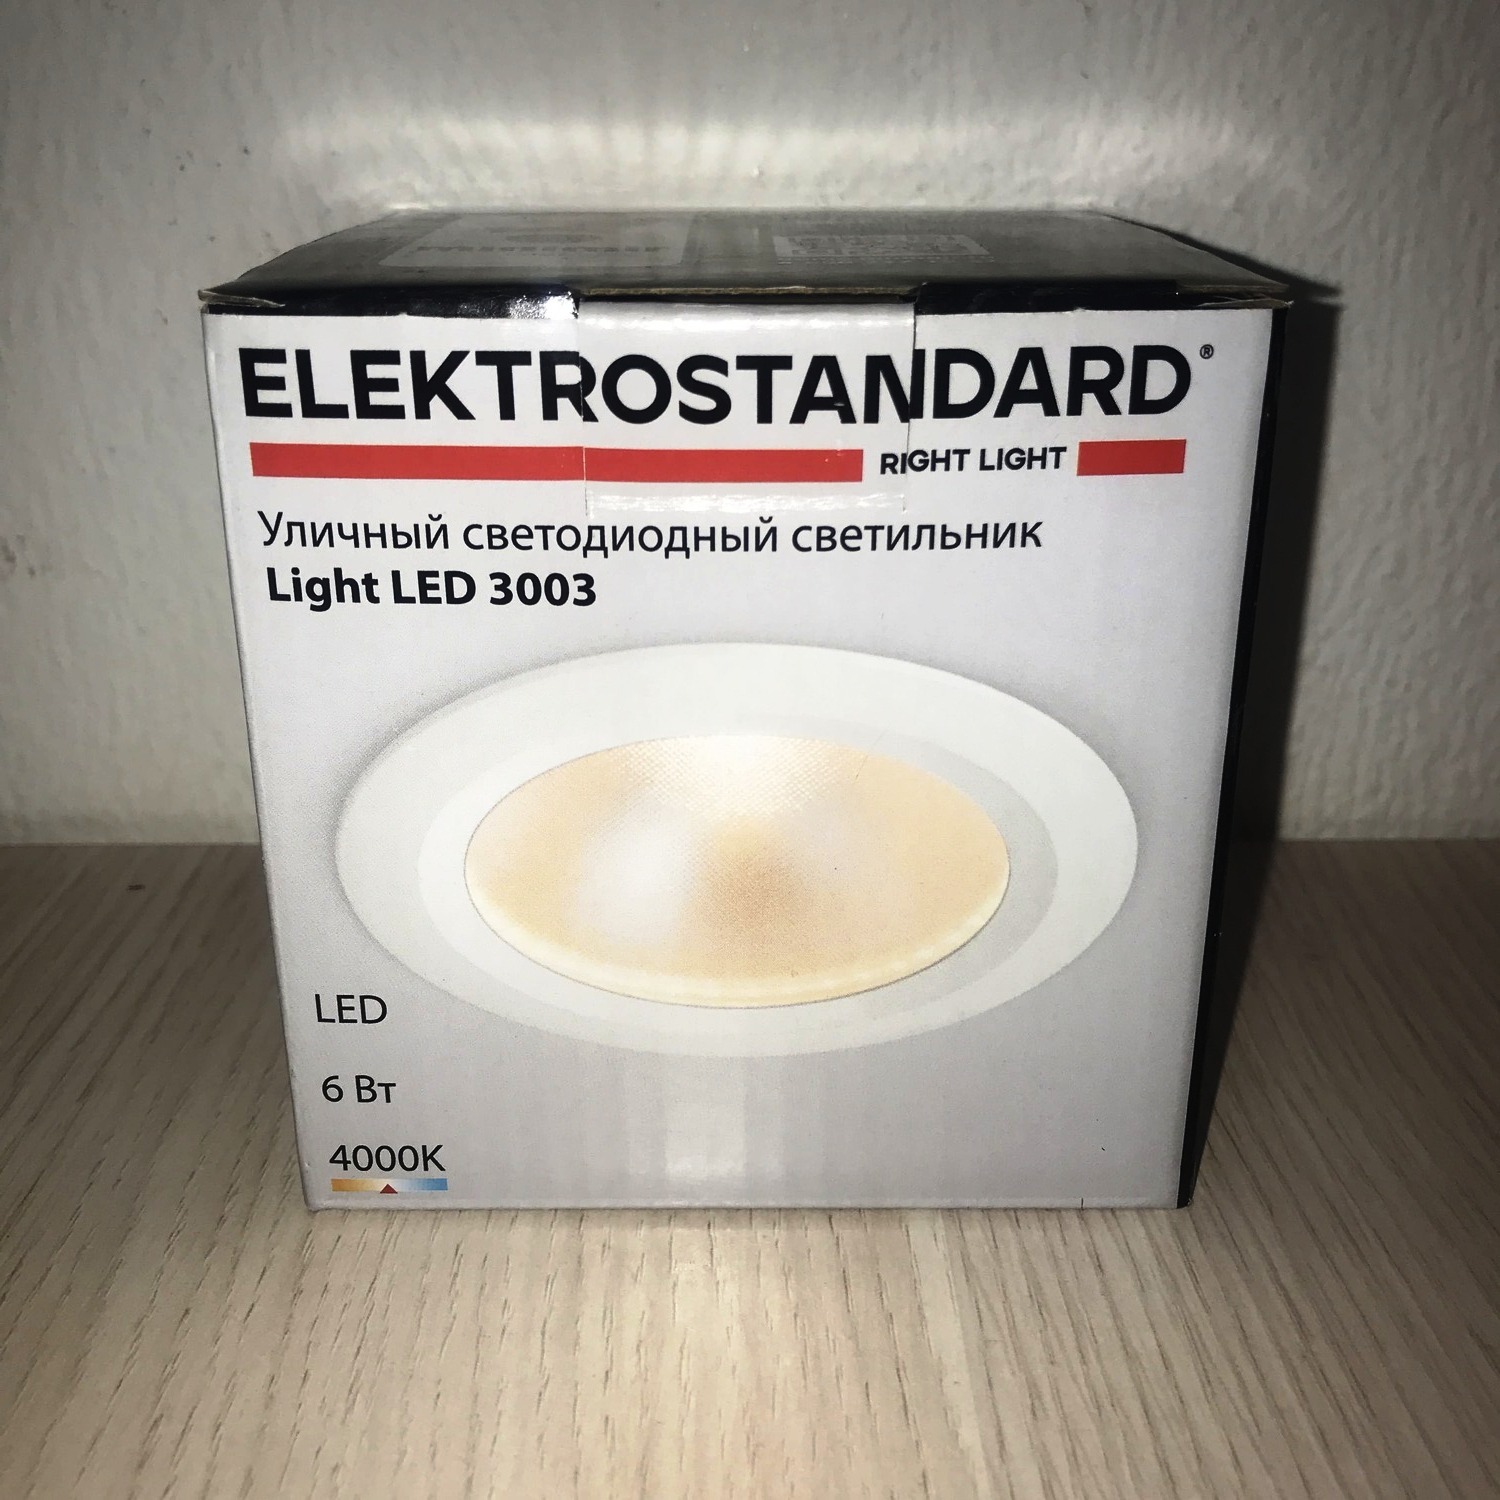 ELEKTROSTANDARD®
RIGHT LIGHT
Уличный светодиодный светильник
Light LED 3003
LED
6 Вт
4000K